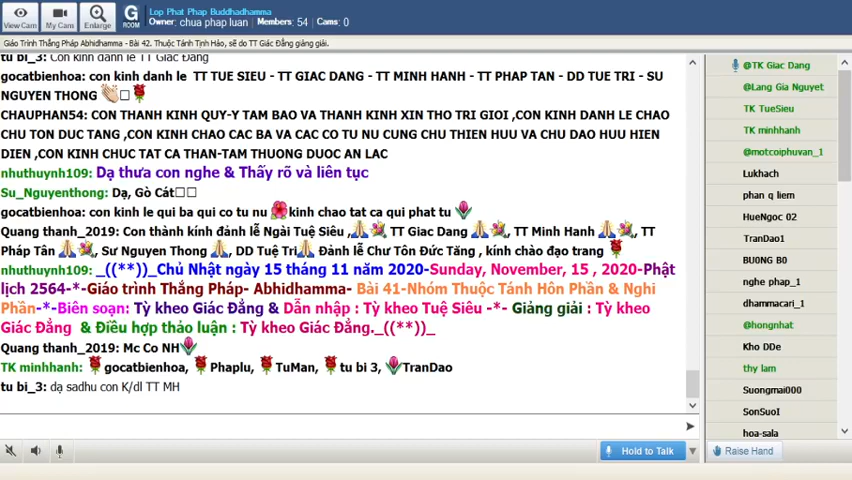 View Cam
My Cams
Enlarge
G
ROOM
Lop Phat Phap Buddhadhamma
Owner: chua phap luan / Members: 54 / Cams: 0
Giáo Trình Thắng Pháp Abhidhamma - Bài 42. Thuộc Tánh Tịnh Hảo, sẽ do TT Giác Đẳng giảng giải.
tu bi_3: Con kính đảnh lễ TT Giác Đẳng
gocatbienhoa: con kinh danh le TT TUE SIEU - TT GIAC DANG - TT MINH HANH - TT PHAP TAN - DD TUE TRI - SU
NGUYEN THONG
CHAUPHAN54: CON THANH KINH QUY-Y TAM BAO VA THANH KINH XIN THO TRI GIOI ,CON KINH DANH LE CHAO
CHU TON DUC TANG ,CON KINH CHAO CAC BA VA CAC CO TU NU CUNG CHU THIEN HUU VA CHU DAO HUU HIEN
DIEN ,CON KINH CHUC TAT CA THAN-TAM THUONG DUOC AN LAC
nhuthuynh109: Dạ thưa con nghe & Thấy rõ và liên tục
Su_Nguyenthong: Dạ, Gò Cát
gocatbienhoa: con kinh le qui ba qui co tu nu 🌺kinh chao tat ca qui phat tu 🌷
Quang thanh_2019: Con thành kính đảnh lễ Ngài Tuệ Siêu ,🙏💐 TT Giac Dang 🙏💐, TT Minh Hanh 🙏💐, TT
Pháp Tân 🙏💐, Sư Nguyen Thong 🙏, DD Tuệ Tri🙏 Đảnh lễ Chư Tôn Đức Tăng , kính chào đạo trang 🌹
nhuthuynh109: _((**))_Chủ Nhật ngày 15 tháng 11 năm 2020-Sunday, November, 15 , 2020-Phật
lịch 2564-*-Giáo trình Thắng Pháp- Abhidhamma- Bài 41-Nhóm Thuộc Tánh Hôn Phần & Nghi
Phần-*-Biên soạn: Tỳ kheo Giác Đẳng & Dẫn nhập : Tỳ kheo Tuệ Siêu -*- Giảng giải : Tỳ kheo
Giác Đẳng & Điều hợp thảo luận : Tỳ kheo Giác Đẳng._((**))_
Quang thanh_2019: Mc Co NH🌷
TK minhhanh: 🌹gocatbienhoa, 🌹Phaplu, 🌹TuMan, 🌹tu bi 3, 🌷TranDao
tu bi_3: dạ sadhu con K/dl TT MH
Hold to Talk
@TK Giac Dang
@Lang Gia Nguyet
TK TueSieu
TK minhhanh
@motcoiphuvan_1
Lukhach
phan q liem
HueNgoc 02
TranDao1
BU0NG B0
nghe phap_1
dhammacari_1
@hongnhat
Kho DDe
thy lam
Suongmai000
SonSuoI
hoa-sala
Raise Hand